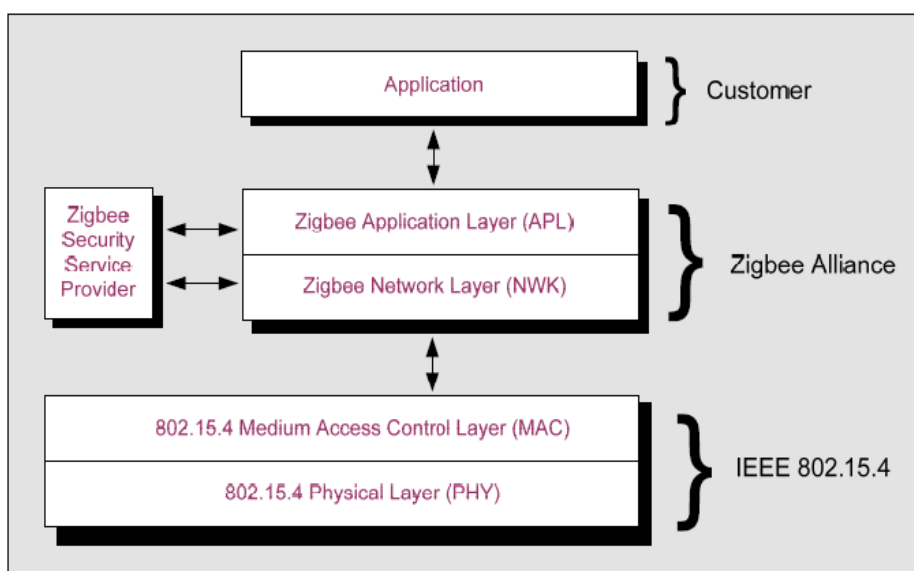 Application
Customer
Zigbee
Security
Service
Provider
Zigbee Application Layer (APL)
Zigbee Network Layer (NWK)
Zigbee Alliance
802.15.4 Medium Access Control Layer (MAC)
802.15.4 Physical Layer (PHY)
IEEE 802.15.4